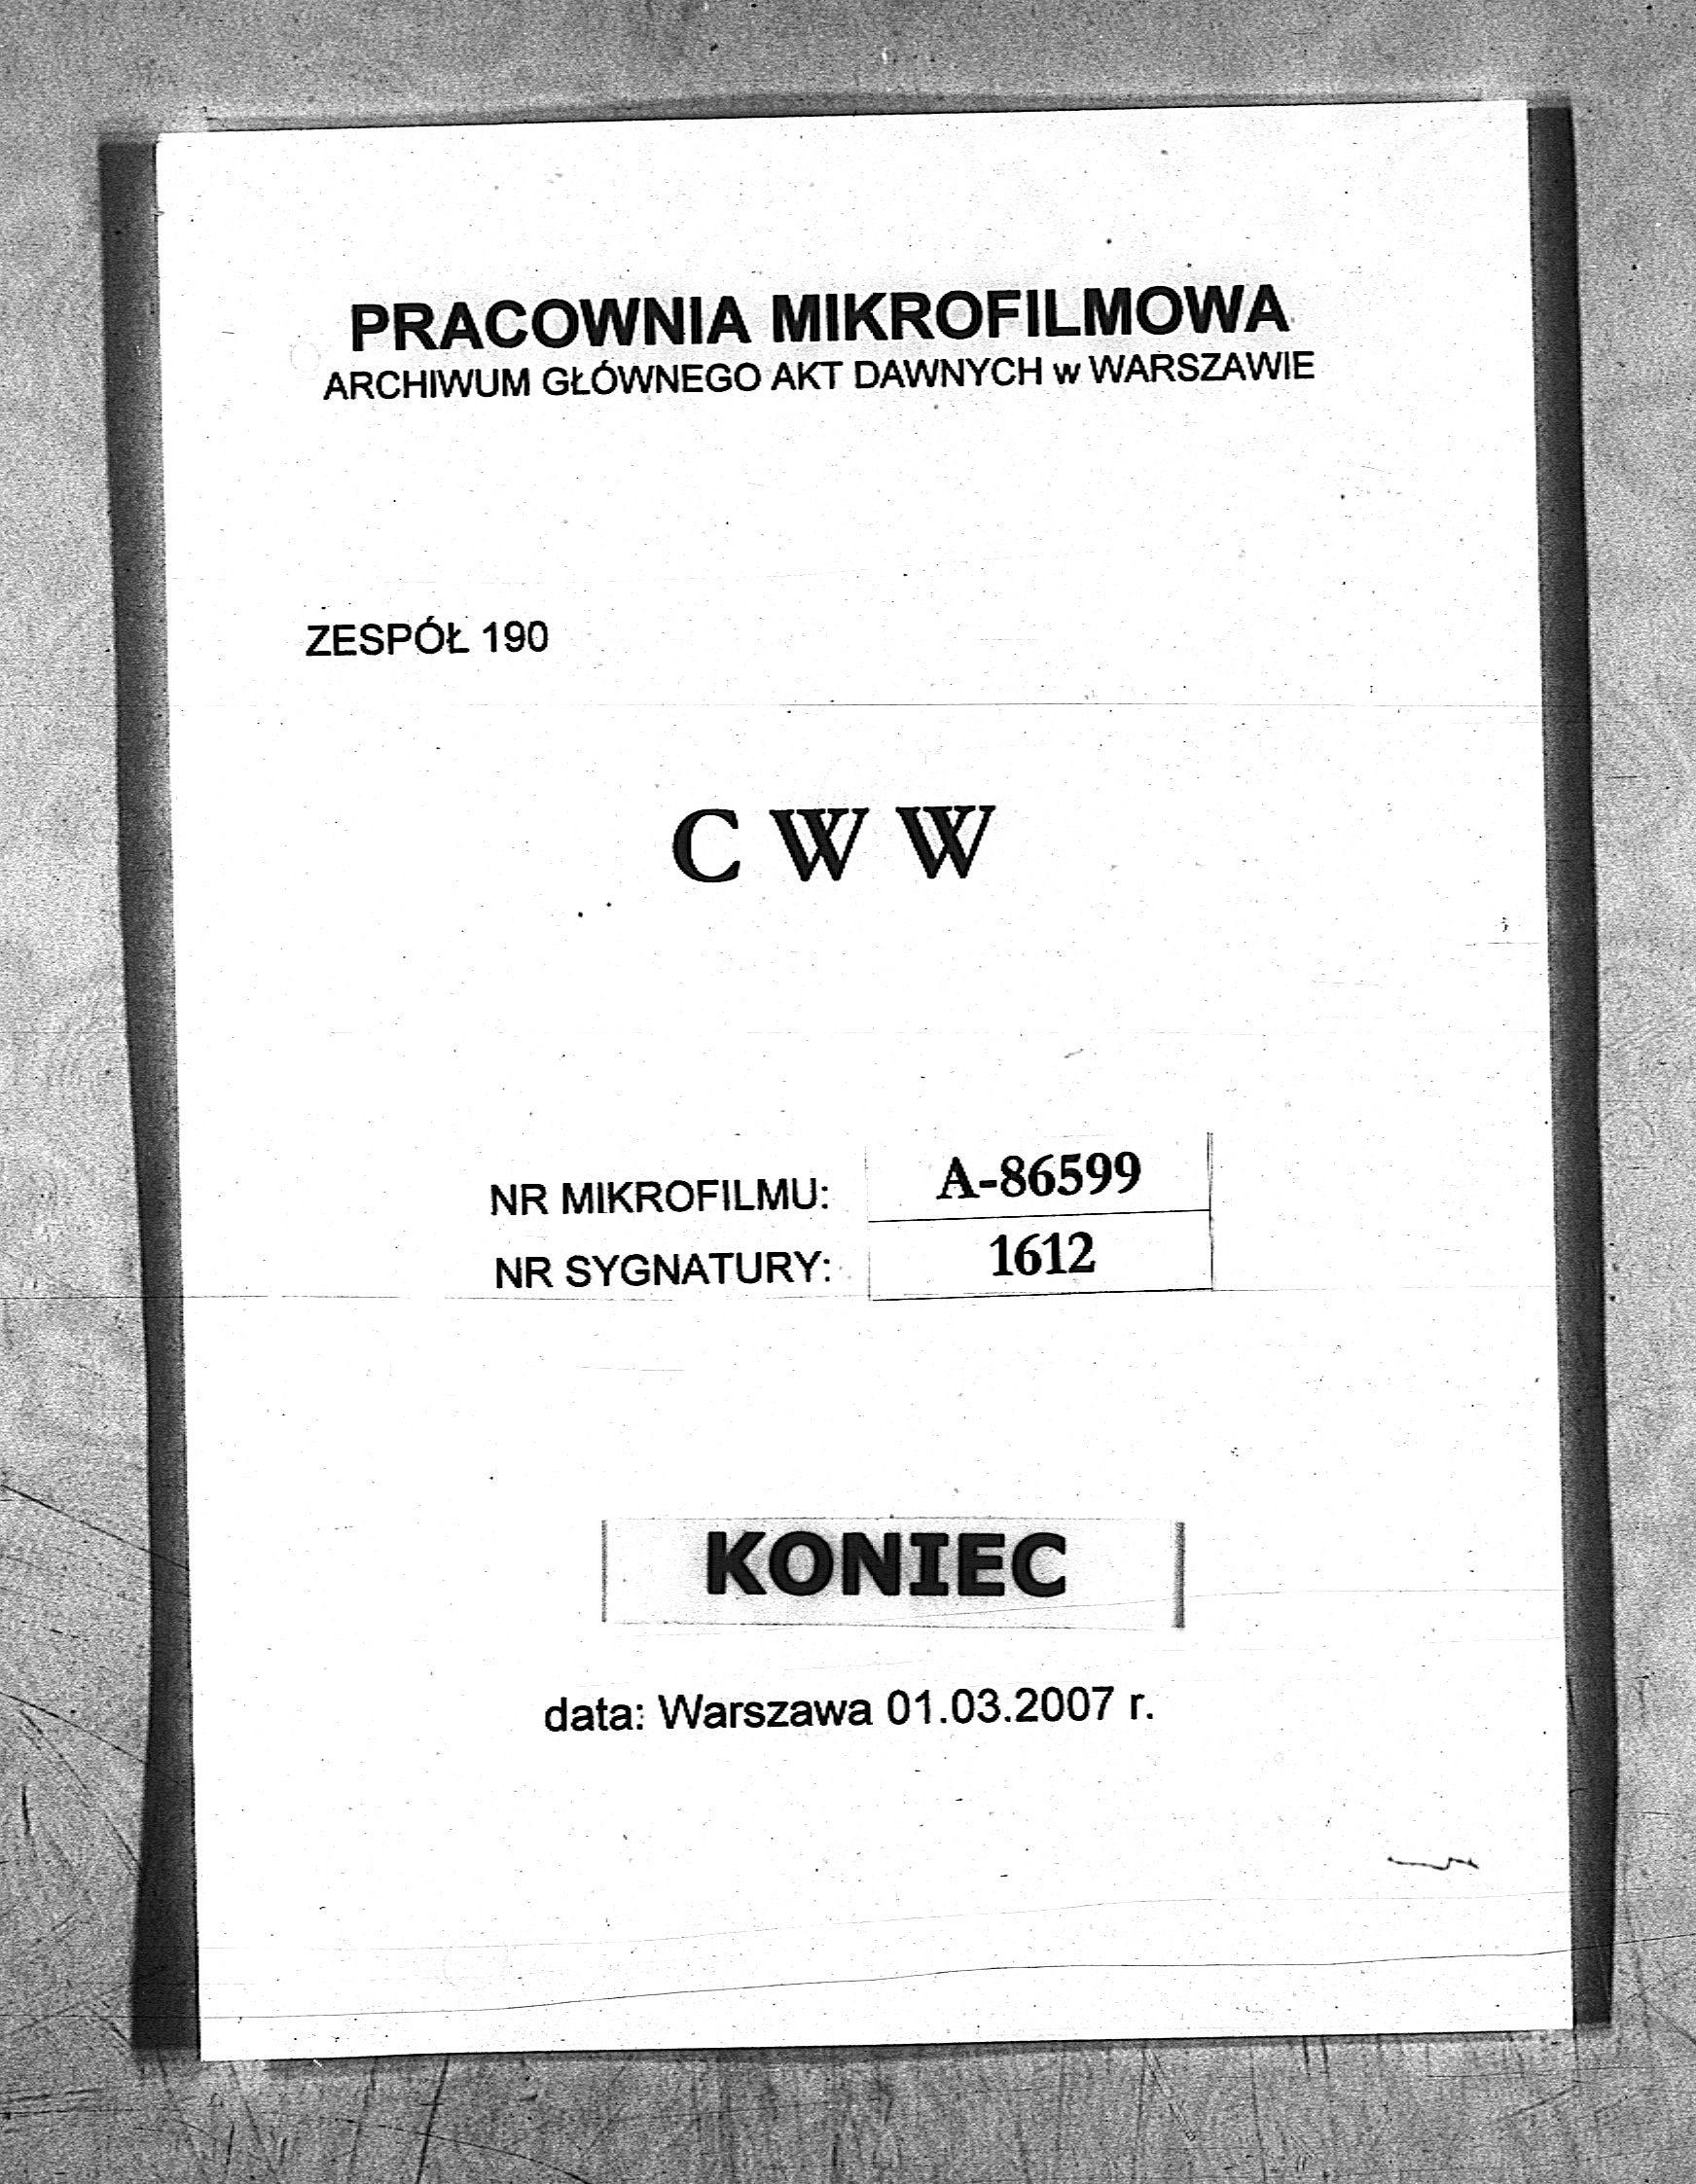 PRACOWNIA MIKROFILMOWA
ARCHIWUM GŁÓWNEGO AKT DAWNYCH w WARSZAWIE
ZESPÓŁ 190
C W W
NR MIKROFILMU: A-86599
NR SYGNATURY: 1612
KONIEC
data: Warszawa 01.03.2007 r.